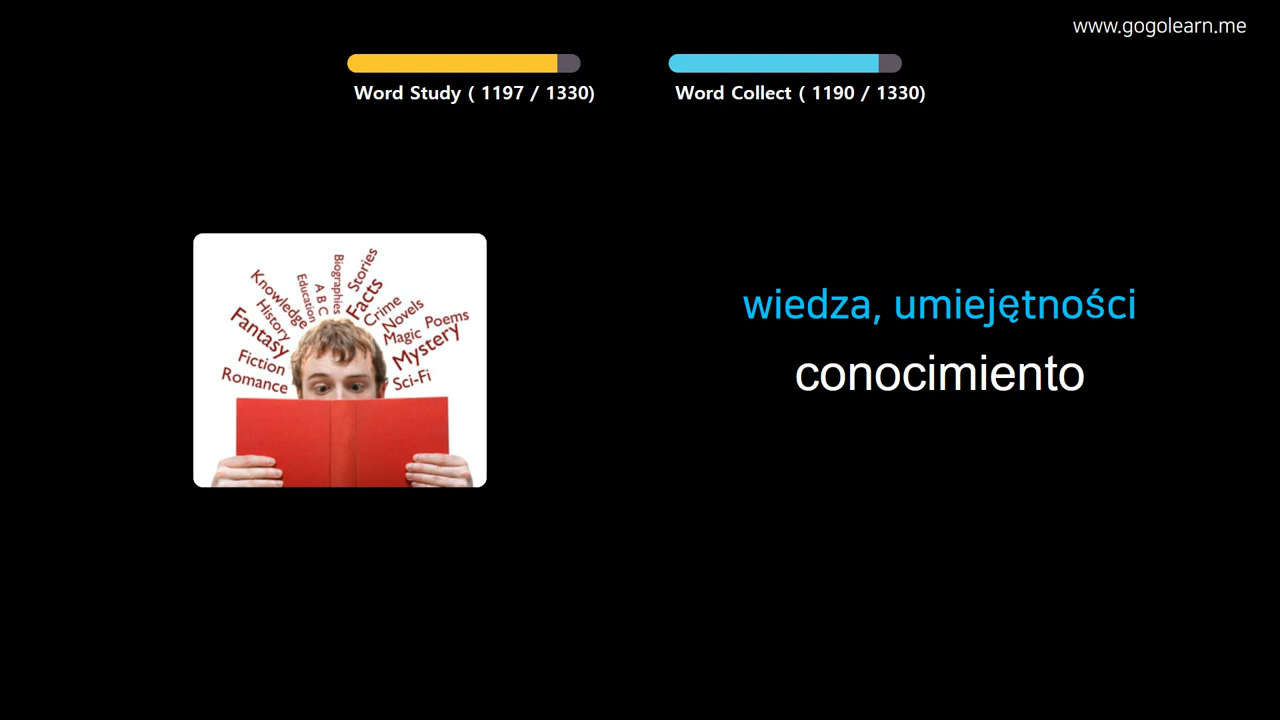 www.gogolearn.me
Word Study ( 1197 / 1330)
Word Collect ( 1190 / 1330)
Stories
Biographies
Facts
A B C
Education
Knowledge
History
Fantasy
Fiction
Romance
Crime
Novels
Magic
Poems
Mystery
Sci-Fi
wiedza, umiejętności
conocimiento